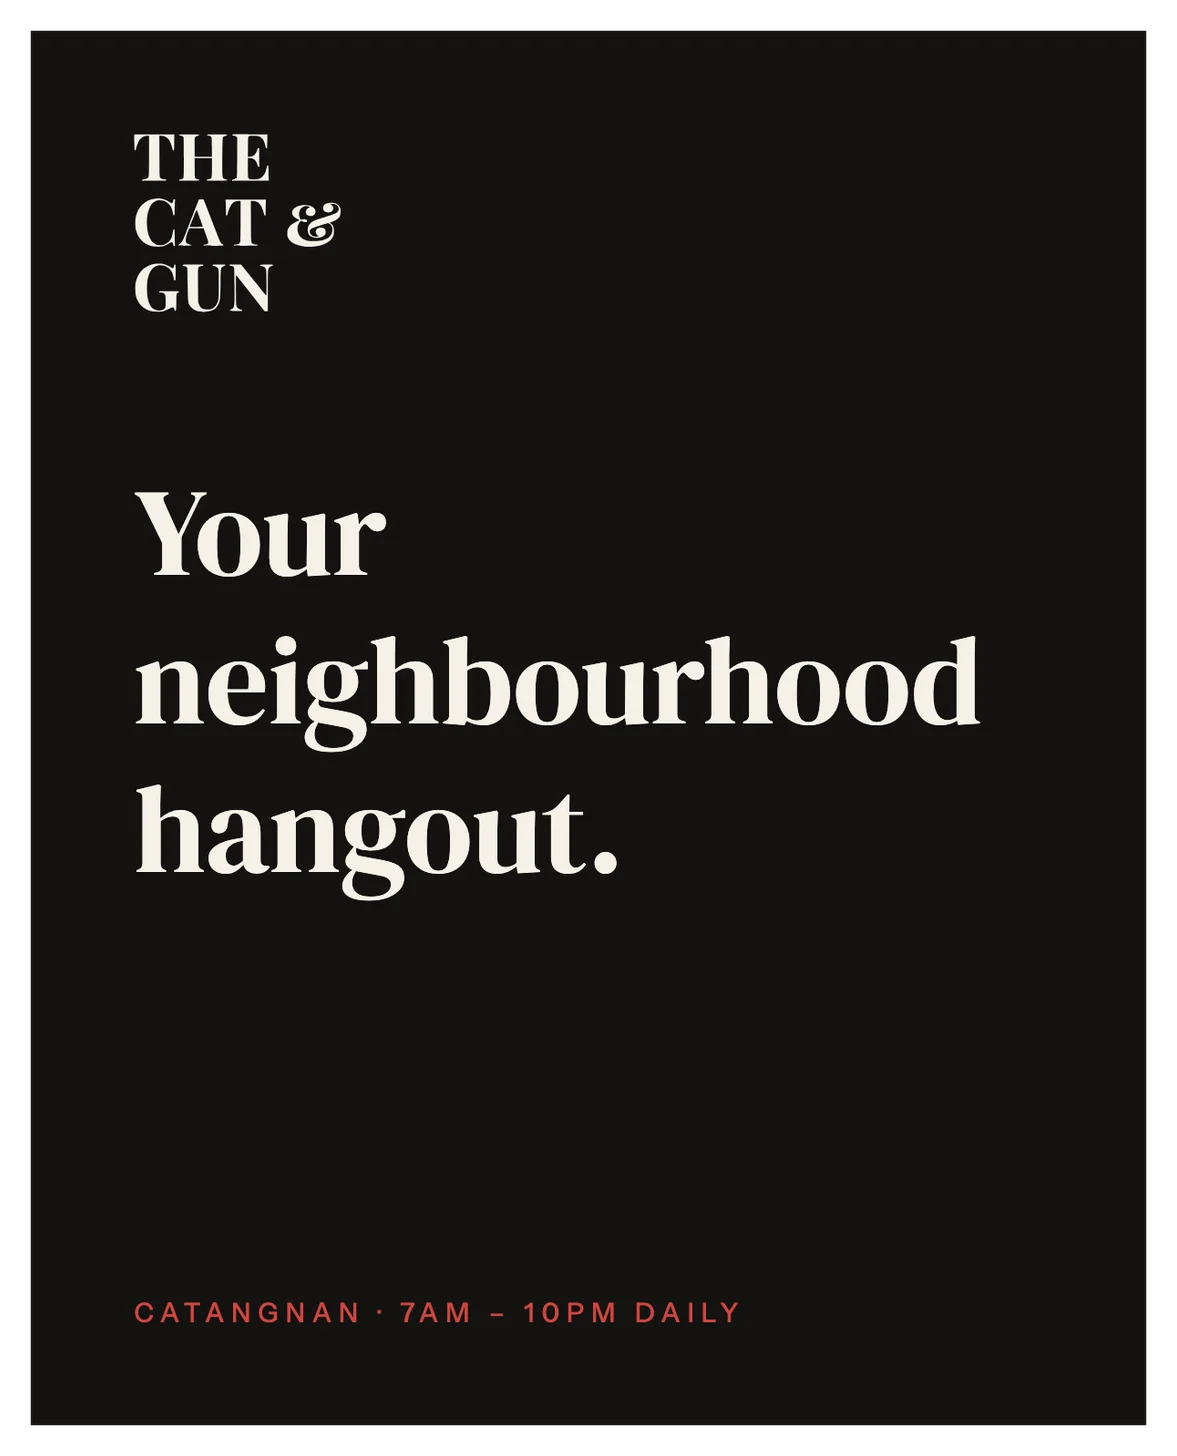 THE
CAT &
GUN
Your
neighbourhood
hangout.
CATANGNAN · 7AM – 10PM DAILY